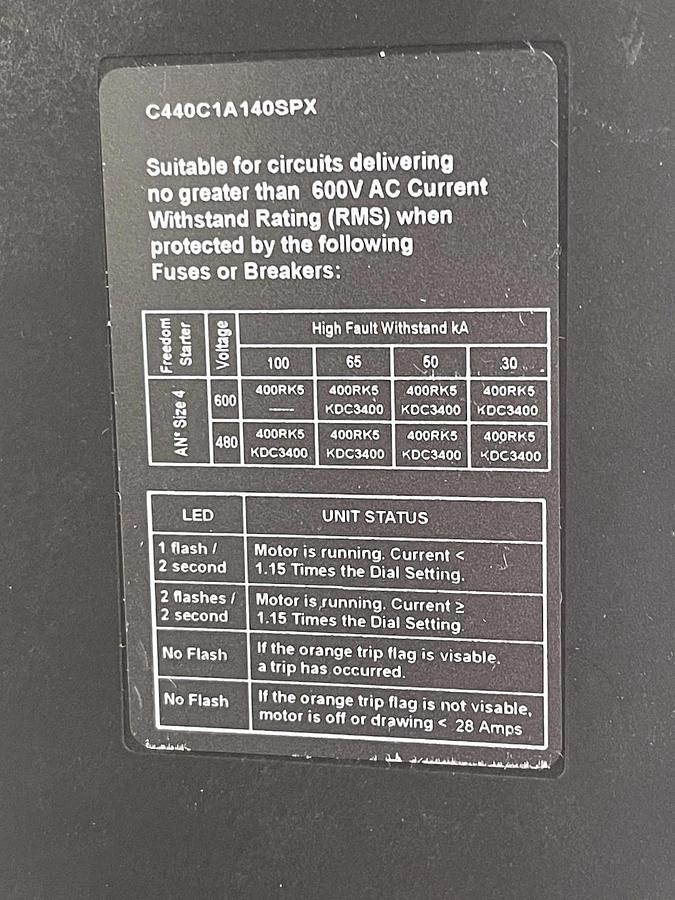 C440C1A140SPX
Suitable for circuits delivering
no greater than 600V AC Current
Withstand Rating (RMS) when
protected by the following
Fuses or Breakers:
Freedom Starter
Voltage
High Fault Withstand kA
100 65 50 30
AN* Size 4
600
400RK5 400RK5 400RK5 400RK5
------ KDC3400 KDC3400 KDC3400
480
400RK5 400RK5 400RK5 400RK5
KDC3400 KDC3400 KDC3400 KDC3400
LED UNIT STATUS
1 flash / Motor is running. Current <
2 second 1.15 Times the Dial Setting.
2 flashes / Motor is running. Current ≥
2 second 1.15 Times the Dial Setting.
No Flash If the orange trip flag is visable,
a trip has occurred.
No Flash If the orange trip flag is not visable,
motor is off or drawing < 28 Amps